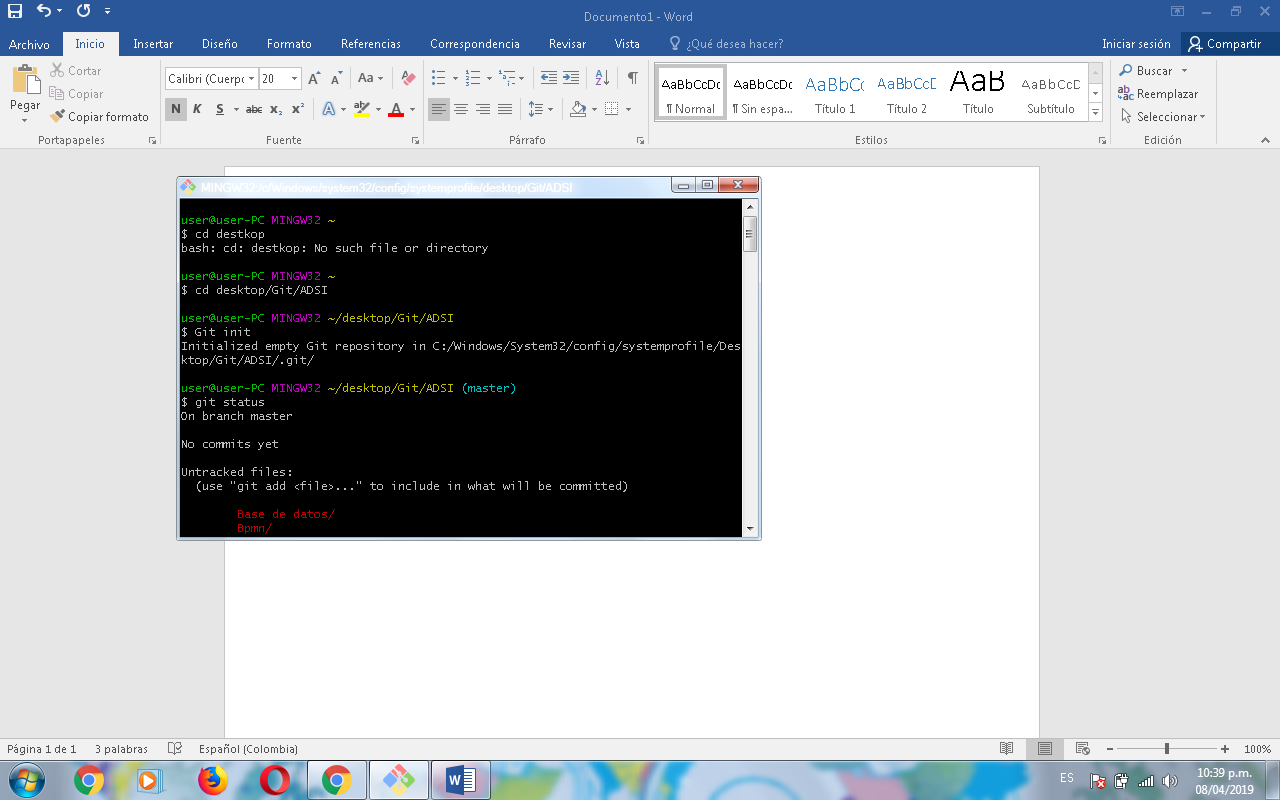 Documento1 - Word
Archivo Inicio Insertar Diseño Formato Referencias Correspondencia Revisar Vista ¿Qué desea hacer? Iniciar sesión Compartir
Pegar
Cortar
Copiar
Copiar formato
Portapapeles
Calibri (Cuerpo 20 A A Aa
N K S abc x₂ x² A aby A
Fuente
Párrafo
AaBbCcDc AaBbCcDc AaBbCc AaBbCcD AaB AaBbCcD
¶ Normal ¶ Sin espa... Título 1 Título 2 Título Subtítulo
Estilos
Buscar
Reemplazar
Seleccionar
Edición
MINGW32:/c/Windows/system32/config/systemprofile/desktop/Git/ADSI
user@user-PC MINGW32 ~
$ cd destkop
bash: cd: destkop: No such file or directory
user@user-PC MINGW32 ~
$ cd desktop/Git/ADSI
user@user-PC MINGW32 ~/desktop/Git/ADSI
$ Git init
Initialized empty Git repository in C:/Windows/System32/config/systemprofile/Des
ktop/Git/ADSI/.git/
user@user-PC MINGW32 ~/desktop/Git/ADSI (master)
$ git status
On branch master
No commits yet
Untracked files:
(use "git add <file>..." to include in what will be committed)
Base de datos/
Bpmn/
Página 1 de 1 3 palabras Español (Colombia) 100%
ES
10:39 p.m.
08/04/2019